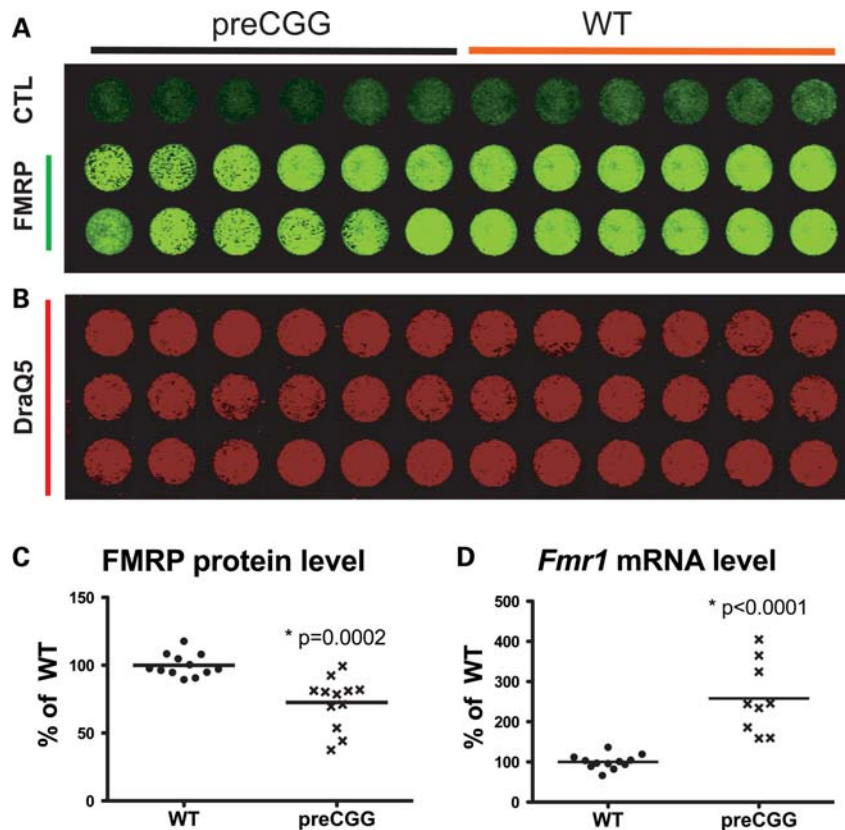 A
preCGG WT
CTL
FMRP
B
DraQ5
C FMRP protein level
150
100
50
0
% of WT
* p=0.0002
WT preCGG
D Fmr1 mRNA level
500
400
300
200
100
0
% of WT
* p<0.0001
WT preCGG